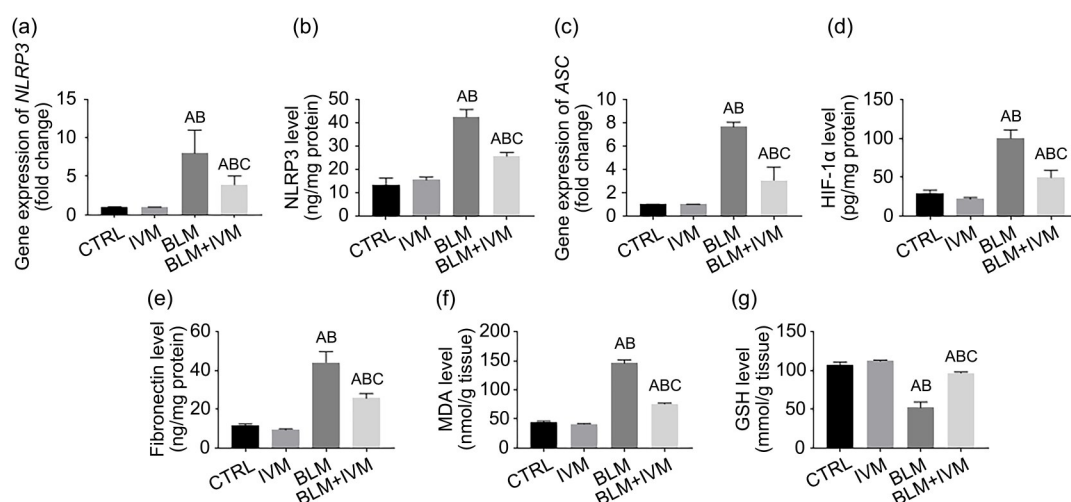 (a)
Gene expression of NLRP3
(fold change)
15
10
5
0
AB
ABC
CTRL
IVM
BLM
BLM+IVM
(b)
NLRP3 level
(ng/mg protein)
50
40
30
20
10
0
AB
ABC
CTRL
IVM
BLM
BLM+IVM
(c)
Gene expression of ASC
(fold change)
10
8
6
4
2
0
AB
ABC
CTRL
IVM
BLM
BLM+IVM
(d)
HIF-1α level
(pg/mg protein)
150
100
50
0
AB
ABC
CTRL
IVM
BLM
BLM+IVM
(e)
Fibronectin level
(ng/mg protein)
60
40
20
0
AB
ABC
CTRL
IVM
BLM
BLM+IVM
(f)
MDA level
(nmol/g tissue)
200
150
100
50
0
AB
ABC
CTRL
IVM
BLM
BLM+IVM
(g)
GSH level
(mmol/g tissue)
150
100
50
0
AB
ABC
CTRL
IVM
BLM
BLM+IVM